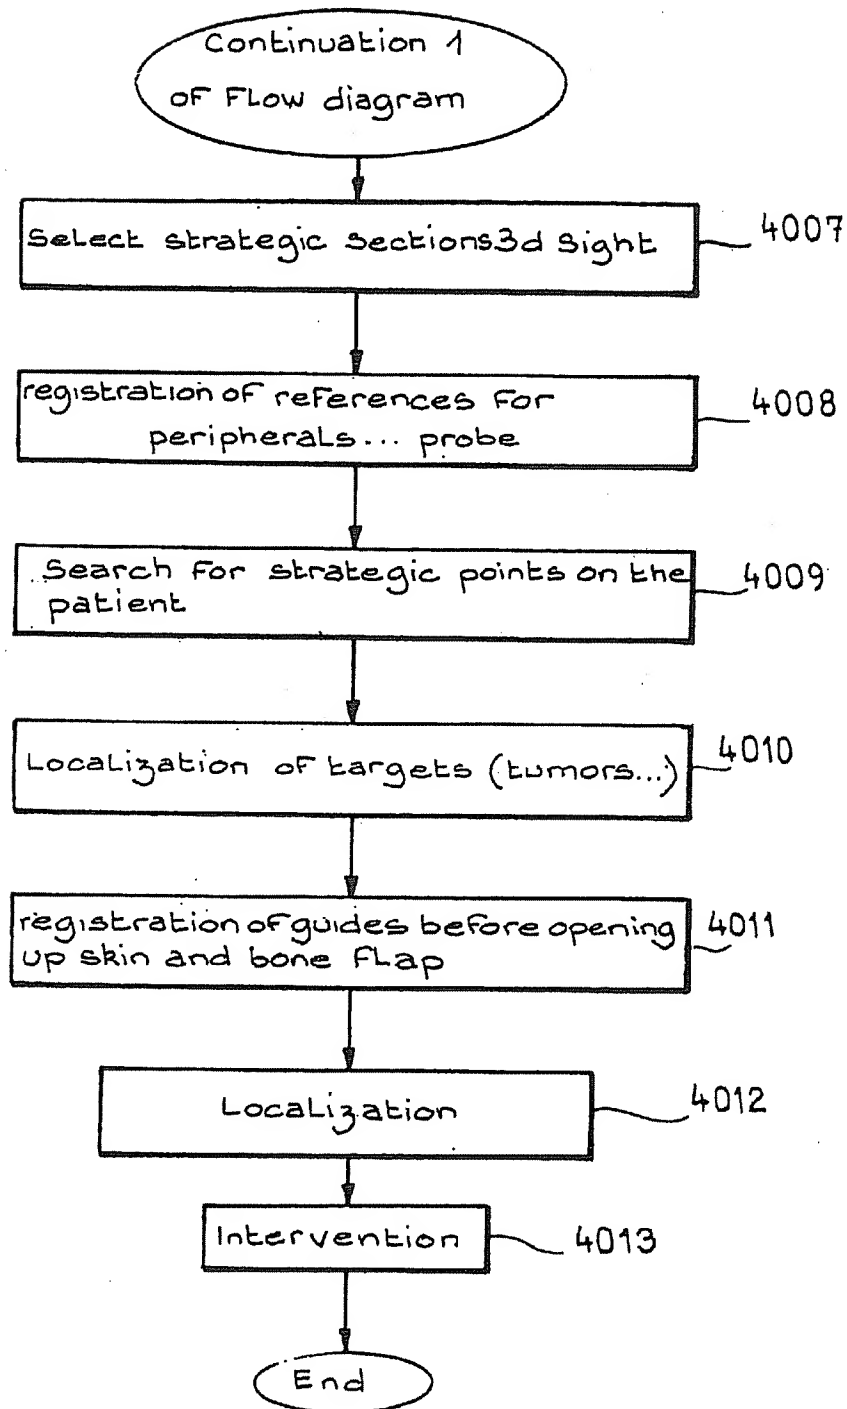 Continuation 1
of Flow diagram
Select strategic sections3d Sight
4007
registration of references for
peripherals... probe
4008
Search for strategic points on the
patient
4009
Localization of targets (tumors...)
4010
registration of guides before opening
up skin and bone flap
4011
Localization
4012
Intervention
4013
End